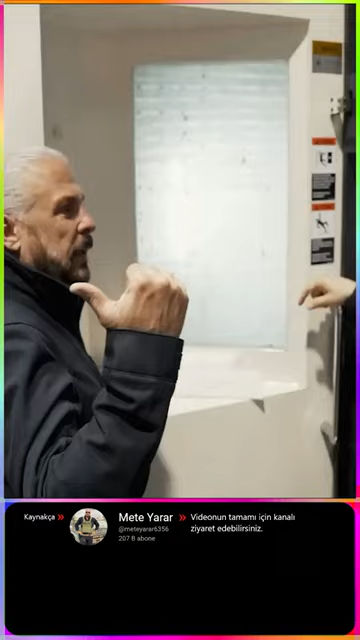 Kaynakça »
Mete Yarar »
@meteyarar6356
207 B abone
Videonun tamamı için kanalı
ziyaret edebilirsiniz.